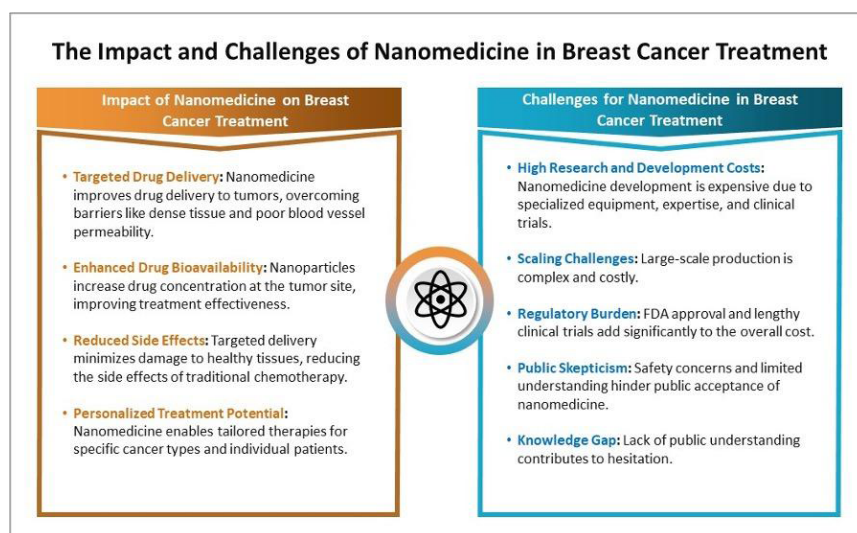 The Impact and Challenges of Nanomedicine in Breast Cancer Treatment
Impact of Nanomedicine on Breast
Cancer Treatment
• Targeted Drug Delivery: Nanomedicine
improves drug delivery to tumors, overcoming
barriers like dense tissue and poor blood vessel
permeability.
• Enhanced Drug Bioavailability: Nanoparticles
increase drug concentration at the tumor site,
improving treatment effectiveness.
• Reduced Side Effects: Targeted delivery
minimizes damage to healthy tissues, reducing
the side effects of traditional chemotherapy.
• Personalized Treatment Potential:
Nanomedicine enables tailored therapies for
specific cancer types and individual patients.
Challenges for Nanomedicine in Breast
Cancer Treatment
• High Research and Development Costs:
Nanomedicine development is expensive due to
specialized equipment, expertise, and clinical
trials.
• Scaling Challenges: Large-scale production is
complex and costly.
• Regulatory Burden: FDA approval and lengthy
clinical trials add significantly to the overall cost.
• Public Skepticism: Safety concerns and limited
understanding hinder public acceptance of
nanomedicine.
• Knowledge Gap: Lack of public understanding
contributes to hesitation.